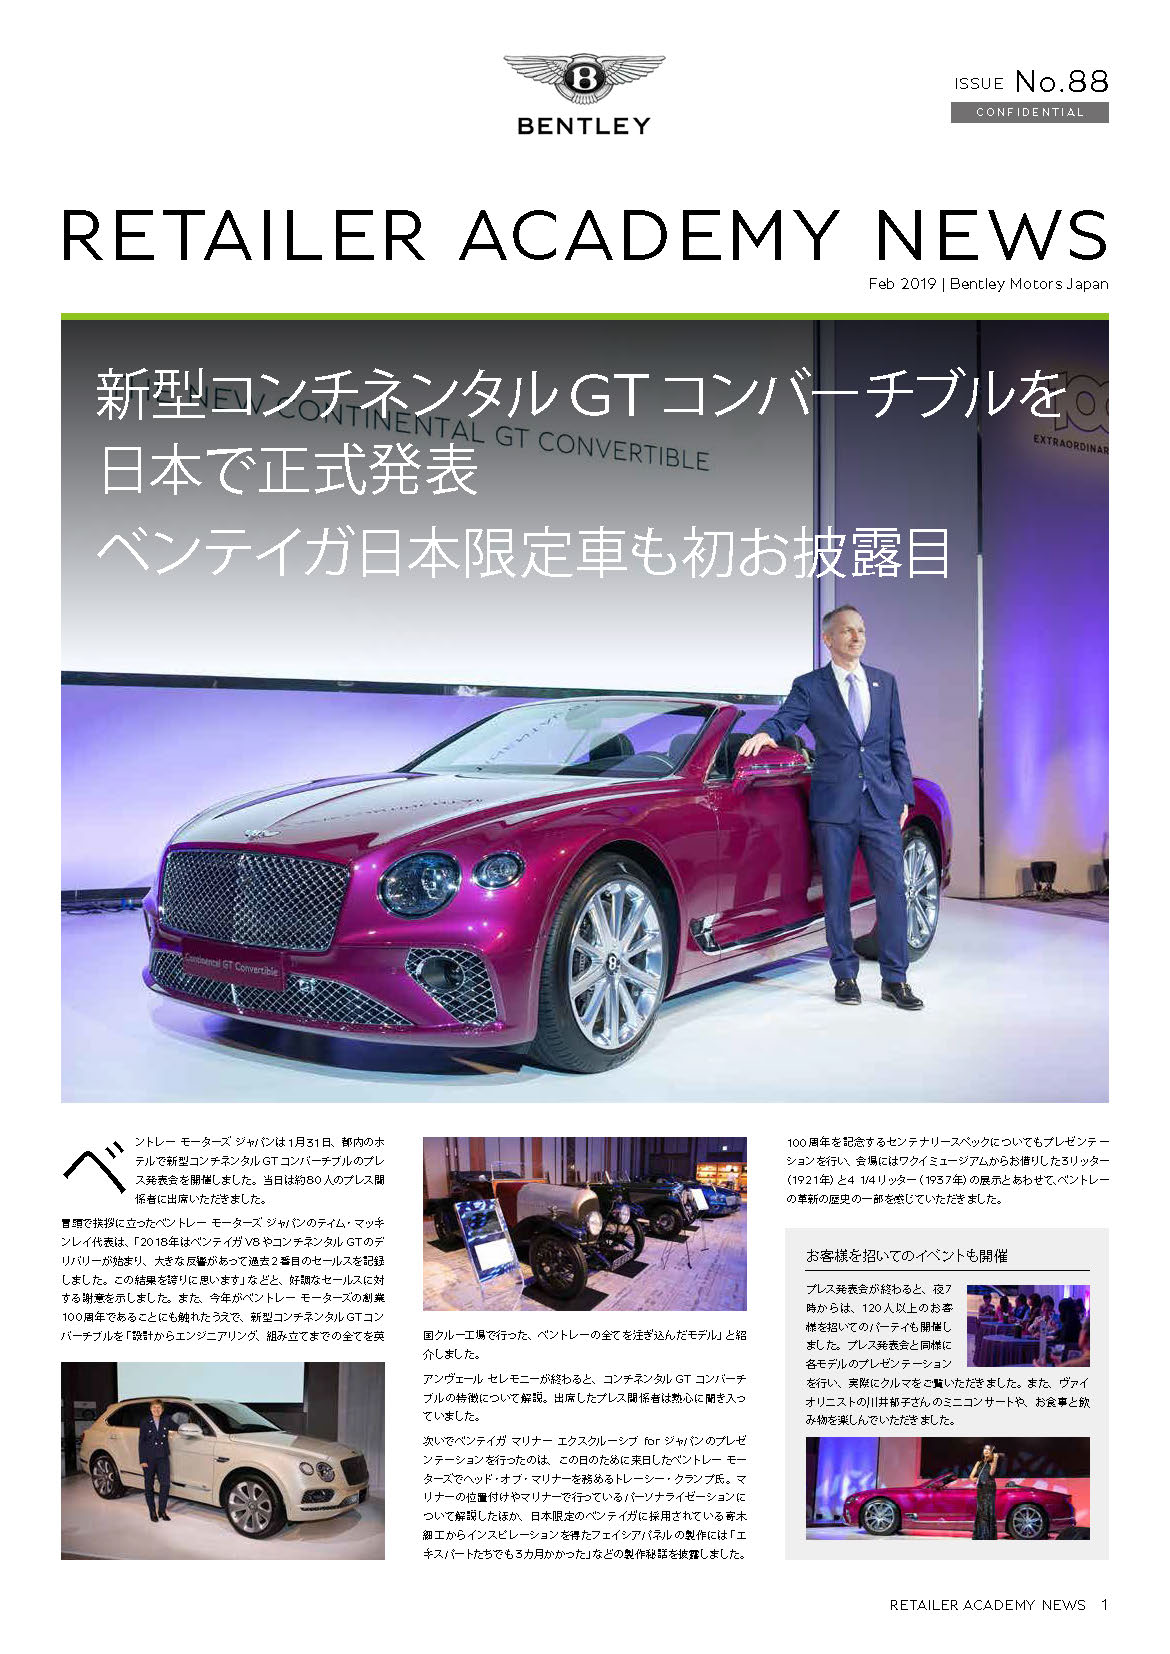 BENTLEY
ISSUE No.88
CONFIDENTIAL
RETAILER ACADEMY NEWS
Feb 2019 | Bentley Motors Japan
新型コンチネンタル GT コンバーチブルを
日本で正式発表
ベンテイガ日本限定車も初お披露目
THE NEW CONTINENTAL GT CONVERTIBLE
100
EXTRAORDINAR
Continental GT Convertible
ベントレー モーターズ ジャパンは1月31日、都内のホ
テルで新型コンチネンタルGTコンバーチブルのプレ
ス発表会を開催しました。当日は約80人のプレス関
係者に出席いただきました。
冒頭で挨拶に立ったベントレー モーターズ ジャパンのティム・マッキ
ンレイ代表は、「2018年はベンテイガ V8 やコンチネンタル GTのデ
リバリーが始まり、大きな反響があって過去2番目のセールスを記録
しました。この結果を誇りに思います」などと、好調なセールスに対
する謝意を示しました。また、今年がベントレー モーターズの創業
100周年であることにも触れたうえで、新型コンチネンタルGTコン
バーチブルを「設計からエンジニアリング、組み立てまでの全てを英
国クルー工場で行った、ベントレーの全てを注ぎ込んだモデル」と紹
介しました。
アンヴェール セレモニーが終わると、コンチネンタル GT コンバーチ
ブルの特徴について解説。出席したプレス関係者は熱心に聞き入っ
ていました。
次いでベンテイガ マリナー エクスクルーシブ for ジャパンのプレゼ
ンテーションを行ったのは、この日のために来日したベントレー モー
ターズでヘッド・オブ・マリナーを務めるトレーシー・クランプ氏。マ
リナーの位置付けやマリナーで行っているパーソナライゼーションに
ついて解説したほか、日本限定のベンテイガに採用されている寄木
細工からインスピレーションを得たフェイシアパネルの製作には「エ
キスパートたちでも3カ月かかった」などの製作秘話を披露しました。
100周年を記念するセンテナリースペックについてもプレゼンテー
ションを行い、会場にはワクイミュージアムからお借りした3リッター
（1921年）と4 1/4リッター（1937年）の展示とあわせて、ベントレー
の革新の歴史の一部を感じていただきました。
お客様を招いてのイベントも開催
プレス発表会が終わると、夜7
時からは、120人以上のお客
様を招いてのパーティも開催し
ました。プレス発表会と同様に
各モデルのプレゼンテーション
を行い、実際にクルマをご覧いただきました。また、ヴァイ
オリニストの川井郁子さんのミニコンサートや、お食事と飲
み物を楽しんでいただきました。
RETAILER ACADEMY NEWS 1